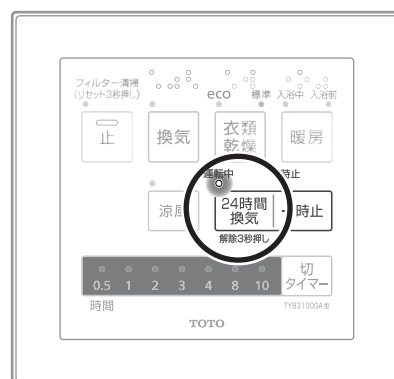 フィルター清掃
(リセット3秒押し)
eco 標準 入浴中 入浴前
止 換気 衣類
乾燥 暖房
運転中 時止
涼風 24時間
換気 時止
解除3秒押し
0.5 1 2 3 4 8 10 切
タイマー
時間 TYB3100GA型
TOTO